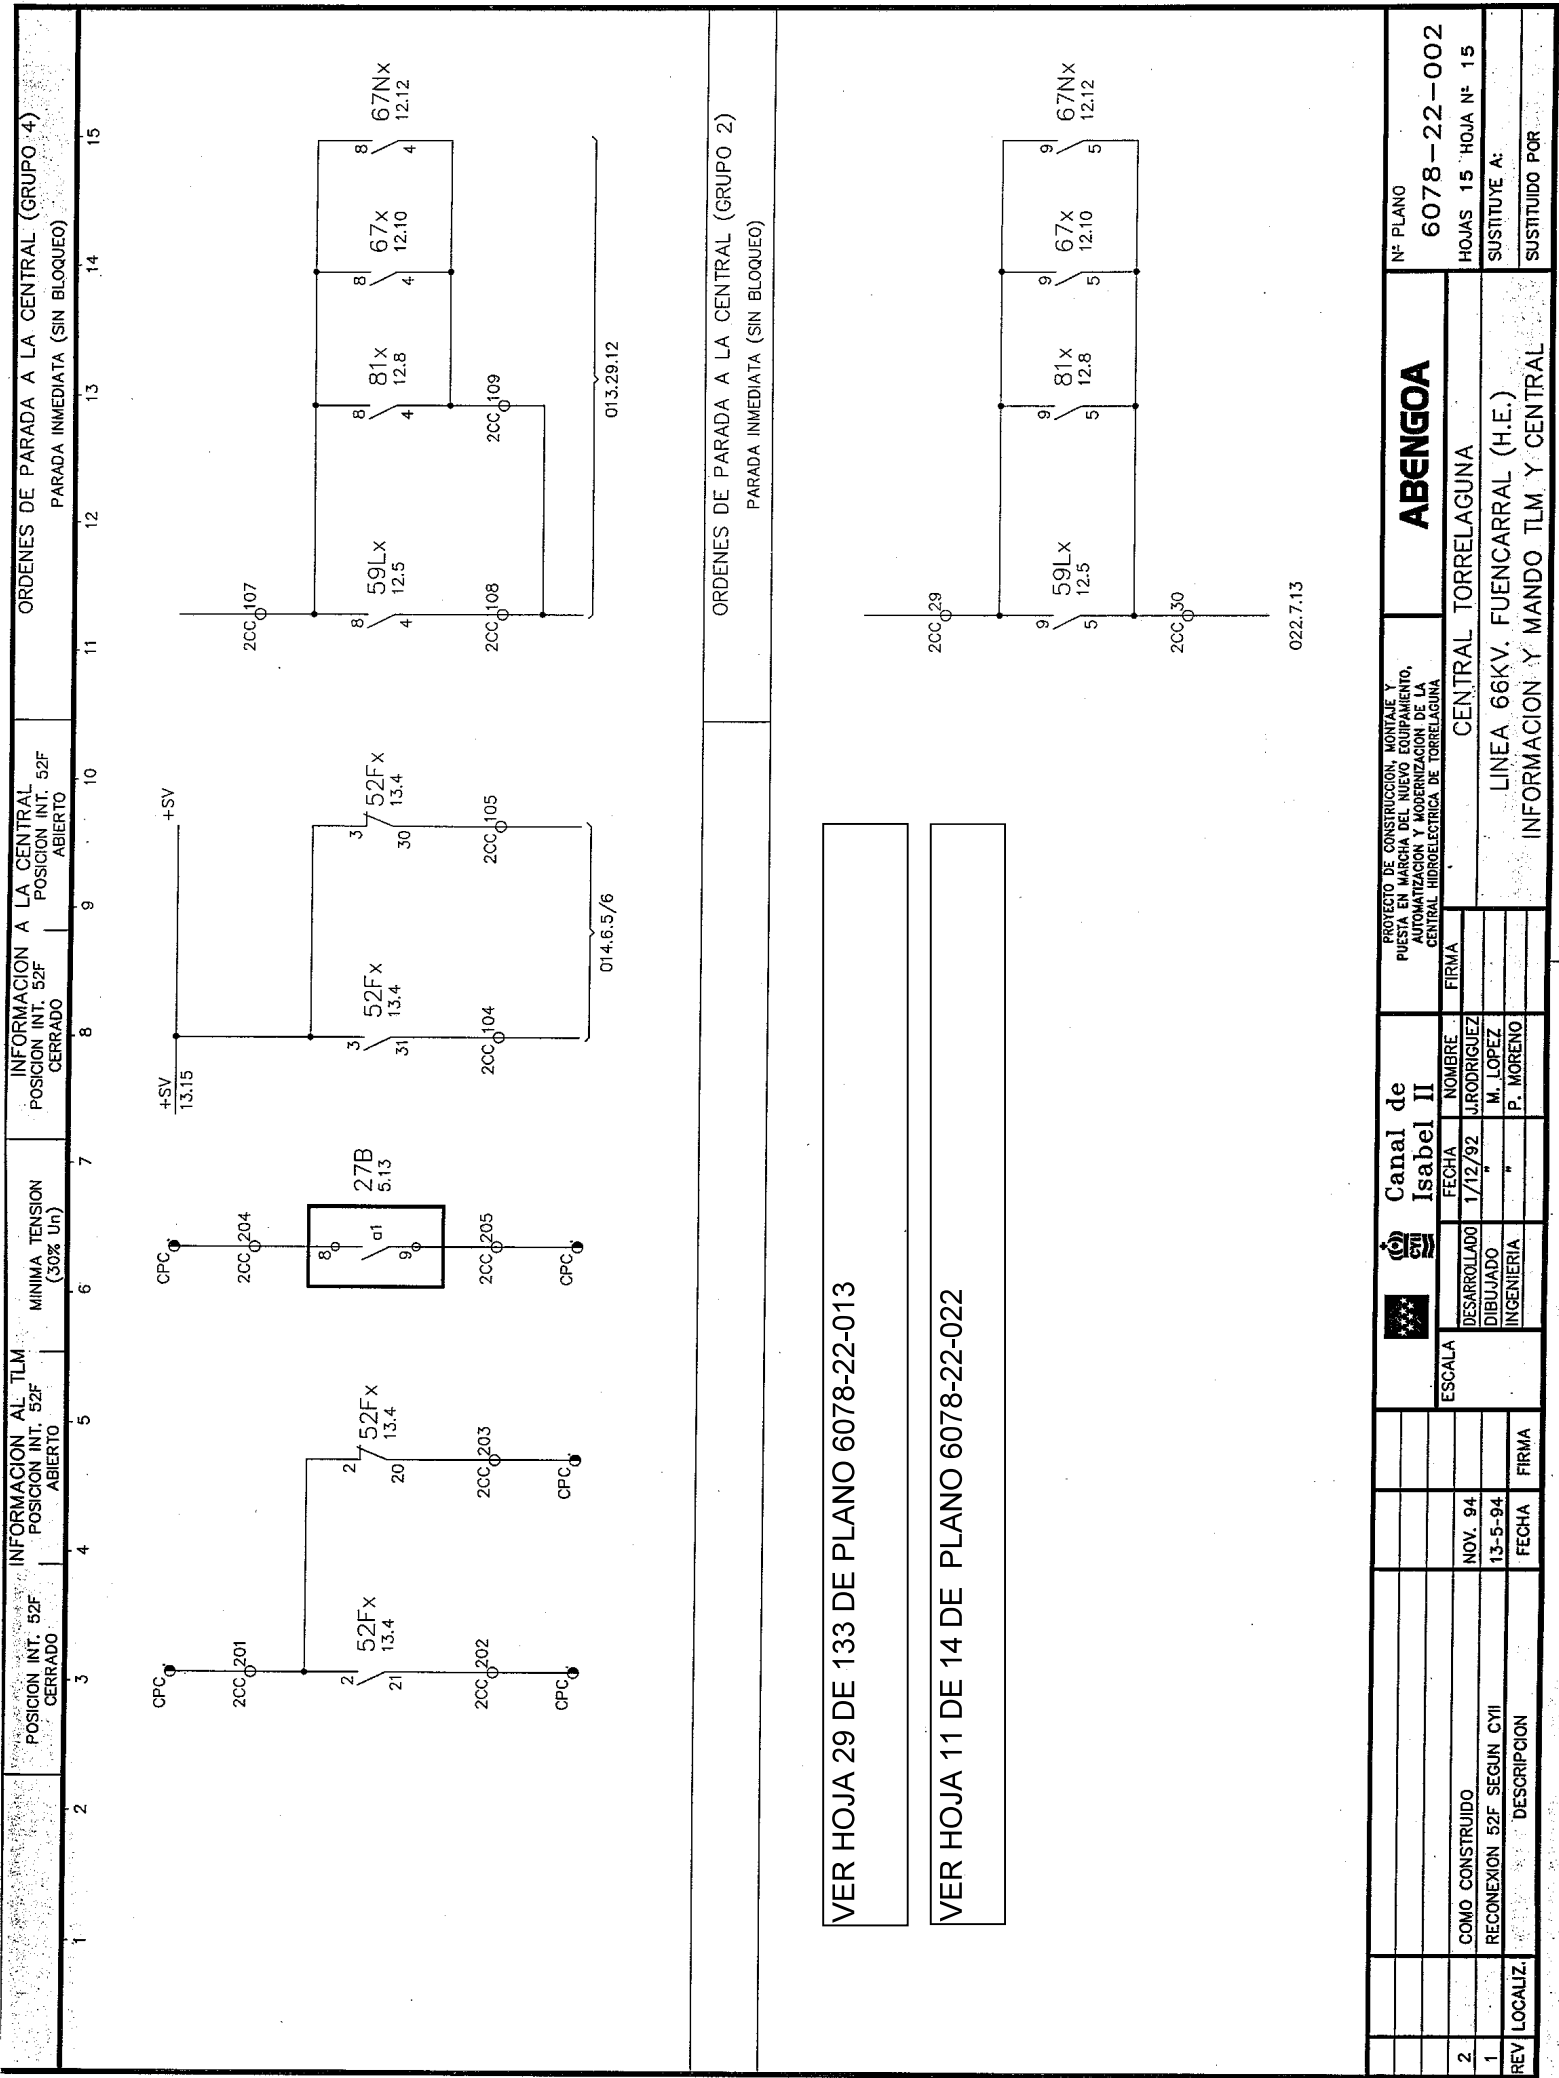 INFORMACION AL TLM
POSICION INT. 52F
CERRADO
POSICION INT. 52F
ABIERTO
MINIMA TENSION
(30% Un)
INFORMACION A LA CENTRAL
POSICION INT. 52F
CERRADO
POSICION INT. 52F
ABIERTO
ORDENES DE PARADA A LA CENTRAL (GRUPO 4)
PARADA INMEDIATA (SIN BLOQUEO)
1 2 3 4 5 6 7 8 9 10 11 12 13 14 15
CPC
2CC 201
2
52Fx
13.4
21
2CC 202
CPC
2
52Fx
13.4
20
2CC 203
CPC
CPC
2CC 204
8
27B
5.13
a1
9
2CC 205
CPC
+SV
13.15
+SV
3
52Fx
13.4
31
2CC 104
3
52Fx
13.4
30
2CC 105
014.6.5/6
2CC 107
8
59Lx
12.5
4
2CC 108
8
81x
12.8
4
2CC 109
8
67x
12.10
4
8
67Nx
12.12
4
013.29.12
ORDENES DE PARADA A LA CENTRAL (GRUPO 2)
PARADA INMEDIATA (SIN BLOQUEO)
VER HOJA 29 DE 133 DE PLANO 6078-22-013
VER HOJA 11 DE 14 DE PLANO 6078-22-022
2CC 29
9
59Lx
12.5
5
2CC 30
9
81x
12.8
5
9
67x
12.10
5
9
67Nx
12.12
5
022.7.13
2 COMO CONSTRUIDO NOV. 94
1 RECONEXION 52F SEGUN CYII 13-5-94
REV LOCALIZ. DESCRIPCION FECHA FIRMA
ESCALA
CYII
Canal de
Isabel II
FECHA NOMBRE FIRMA
DESARROLLADO 1/12/92 J.RODRIGUEZ
DIBUJADO " M. LOPEZ
INGENIERIA " P. MORENO
PROYECTO DE CONSTRUCCION, MONTAJE Y
PUESTA EN MARCHA DEL NUEVO EQUIPAMIENTO,
AUTOMATIZACION Y MODERNIZACION DE LA
CENTRAL HIDROELECTRICA DE TORRELAGUNA
ABENGOA
CENTRAL TORRELAGUNA
LINEA 66KV. FUENCARRAL (H.E.)
INFORMACION Y MANDO TLM Y CENTRAL
Nº PLANO
6078-22-002
HOJAS 15 HOJA Nº 15
SUSTITUYE A:
SUSTITUIDO POR